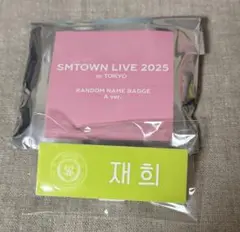 SMTOWN LIVE 2025
in TOKYO
RANDOM NAME BADGE
A ver.
재희